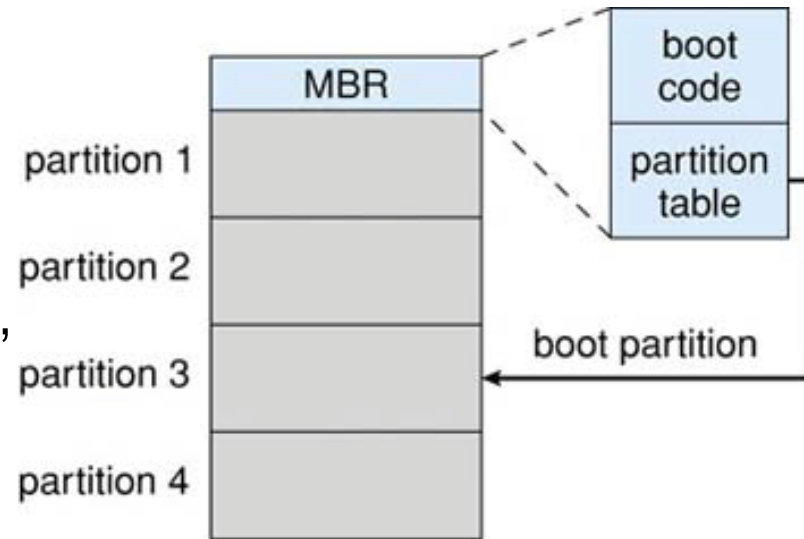 MBR
boot
code
partition
table
partition 1
partition 2
,
partition 3
boot partition
partition 4